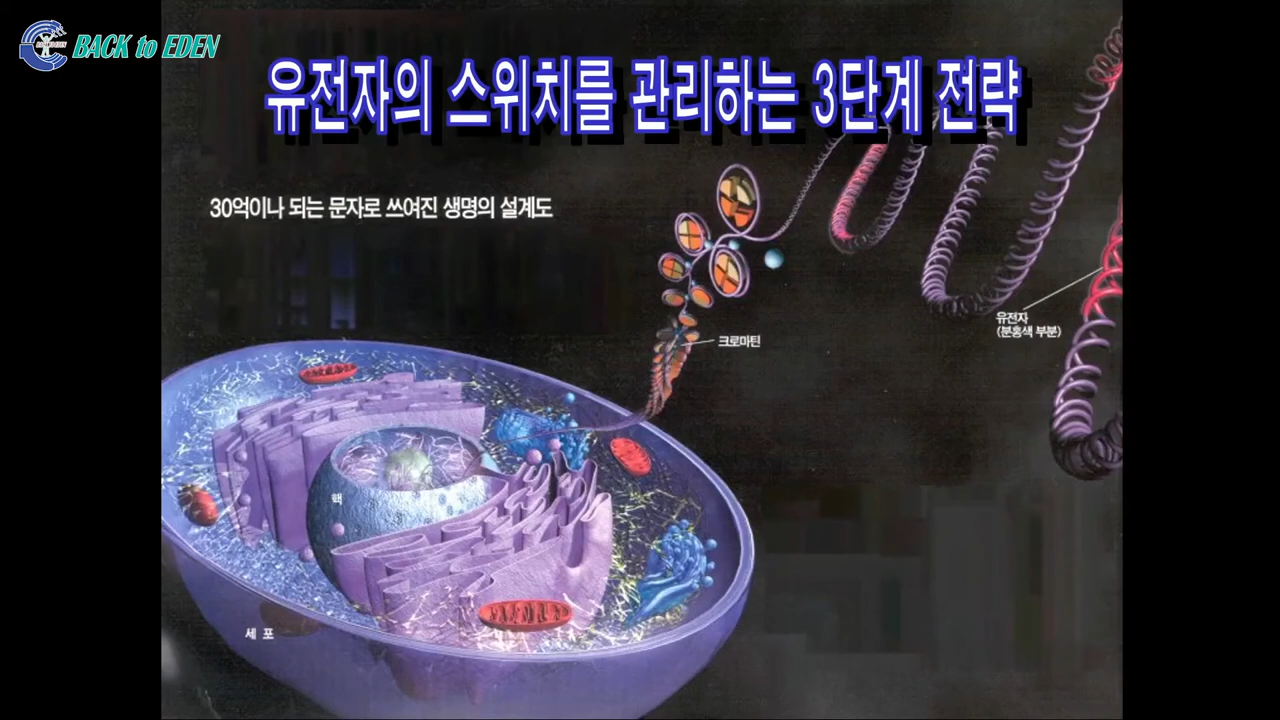 BACK to EDEN
유전자의 스위치를 관리하는 3단계 전략
30억이나 되는 문자로 쓰여진 생명의 설계도
크로마틴
유전자
(분홍색 부분)
핵
세 포